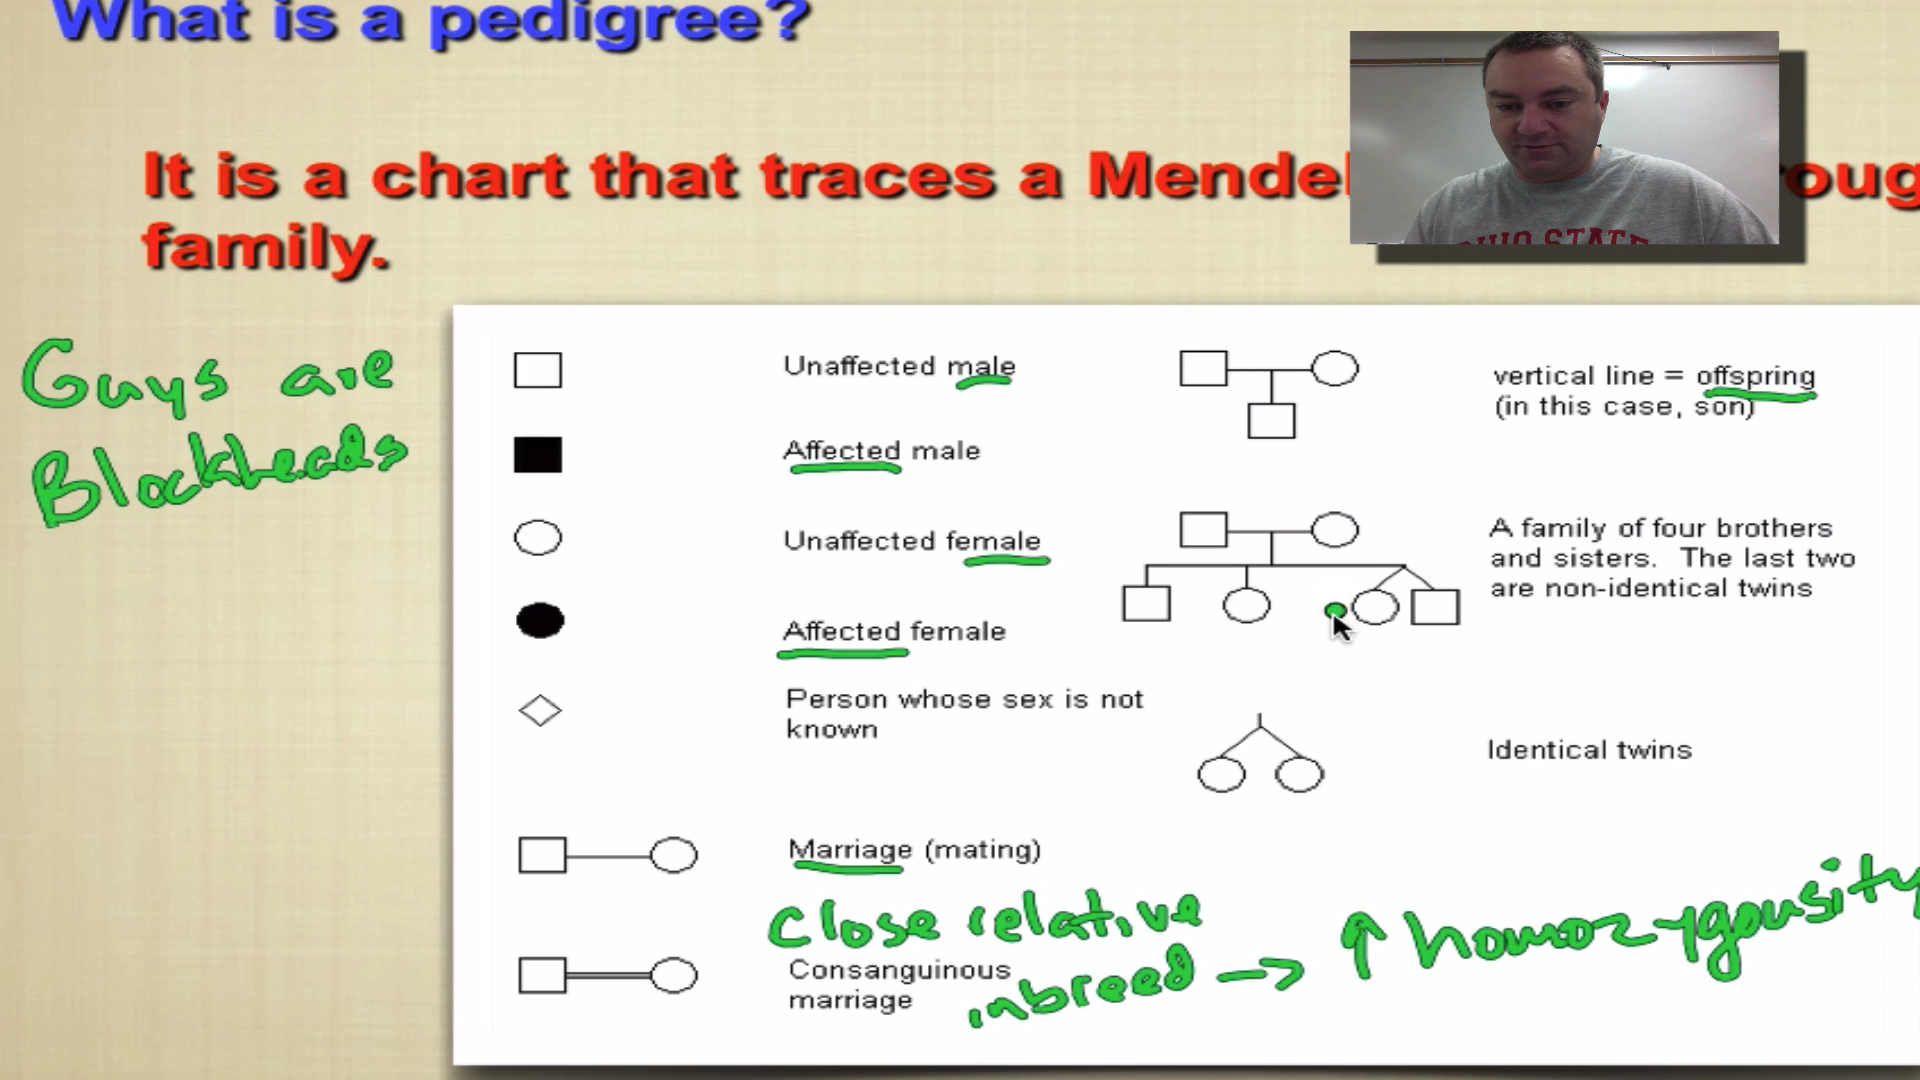 What is a pedigree?
It is a chart that traces a Mendel
family.
Guys are
Blockheads
Unaffected male
Affected male
Unaffected female
Affected female
Person whose sex is not
known
Marriage (mating)
Close relative
Consanguinous
marriage
inbreed → ↑ homozygousity
vertical line = offspring
(in this case, son)
A family of four brothers
and sisters. The last two
are non-identical twins
Identical twins
OHIO STATE